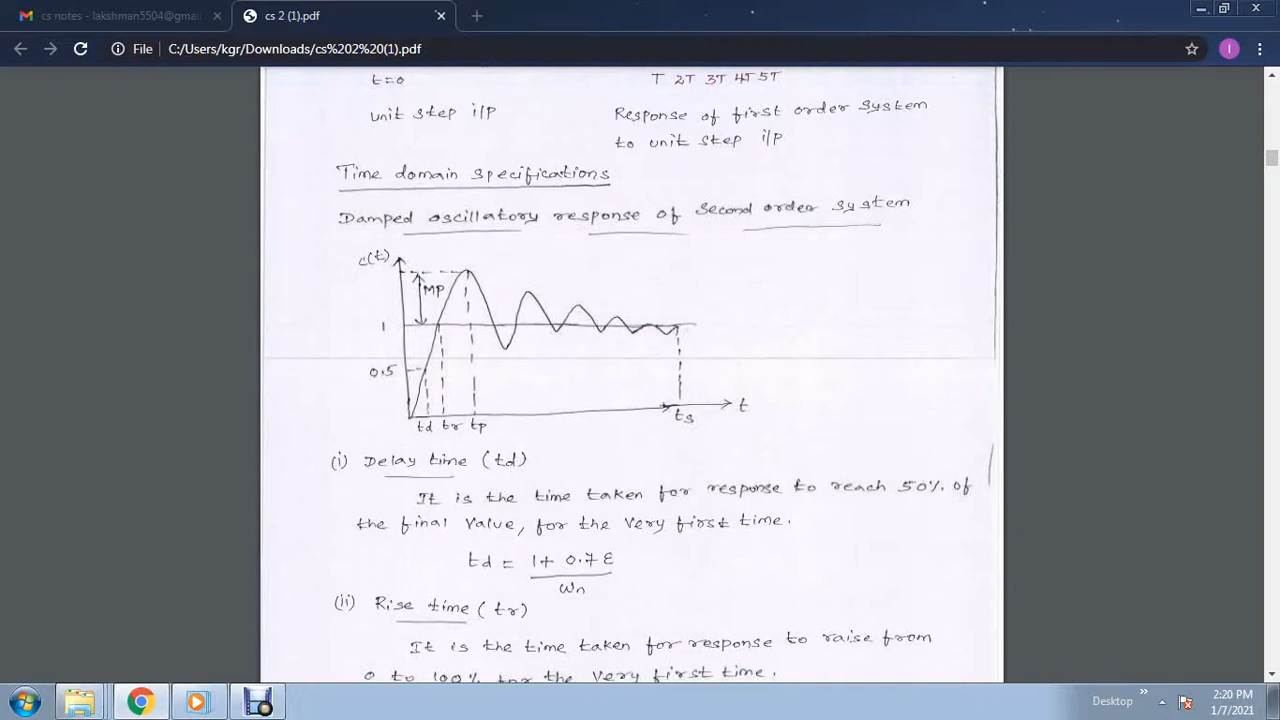 cs notes - lakshman5504@gmail
cs 2 (1).pdf
File C:/Users/kgr/Downloads/cs%202%20(1).pdf
I
t=0
T 2T 3T 4T 5T
unit step i/p
Response of first order system
to unit step i/p
Time domain specifications
Damped oscillatory response of second order system
c(t)
MP
1
0.5
td tr tp
ts
t
(i) Delay time (td)
It is the time taken for response to reach 50% of
the final value, for the very first time.
td = 1+ 0.7 ε
ωn
(ii) Rise time (tr)
It is the time taken for response to raise from
0 to 100% for the very first time.
Desktop
2:20 PM
1/7/2021